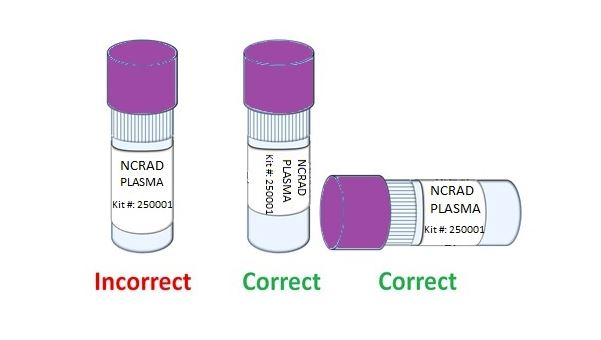 NCRAD
PLASMA
Kit #: 250001
NCRAD
PLASMA
Kit #: 250001
NCRAD
PLASMA
Kit #: 250001
Incorrect
Correct
Correct